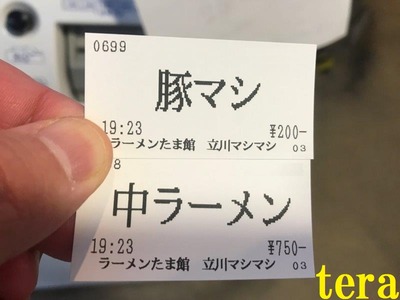 0699
豚マシ
19:23 ¥200-
ラーメンたま館 立川マシマシ 03
8
中ラーメン
19:23 ¥750-
ラーメンたま館 立川マシマシ 03
tera